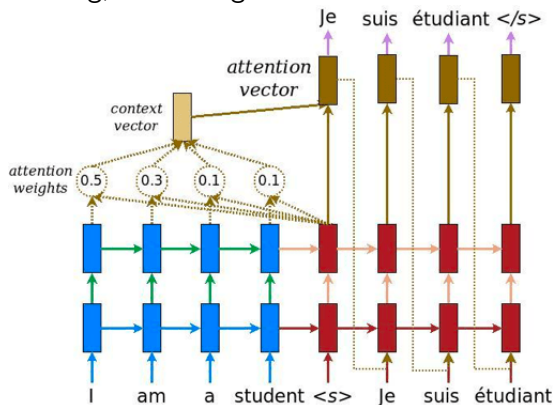 Je suis étudiant </s>
attention
vector
context
vector
attention
weights
0.5 0.3 0.1 0.1
I am a student <s> Je suis étudiant